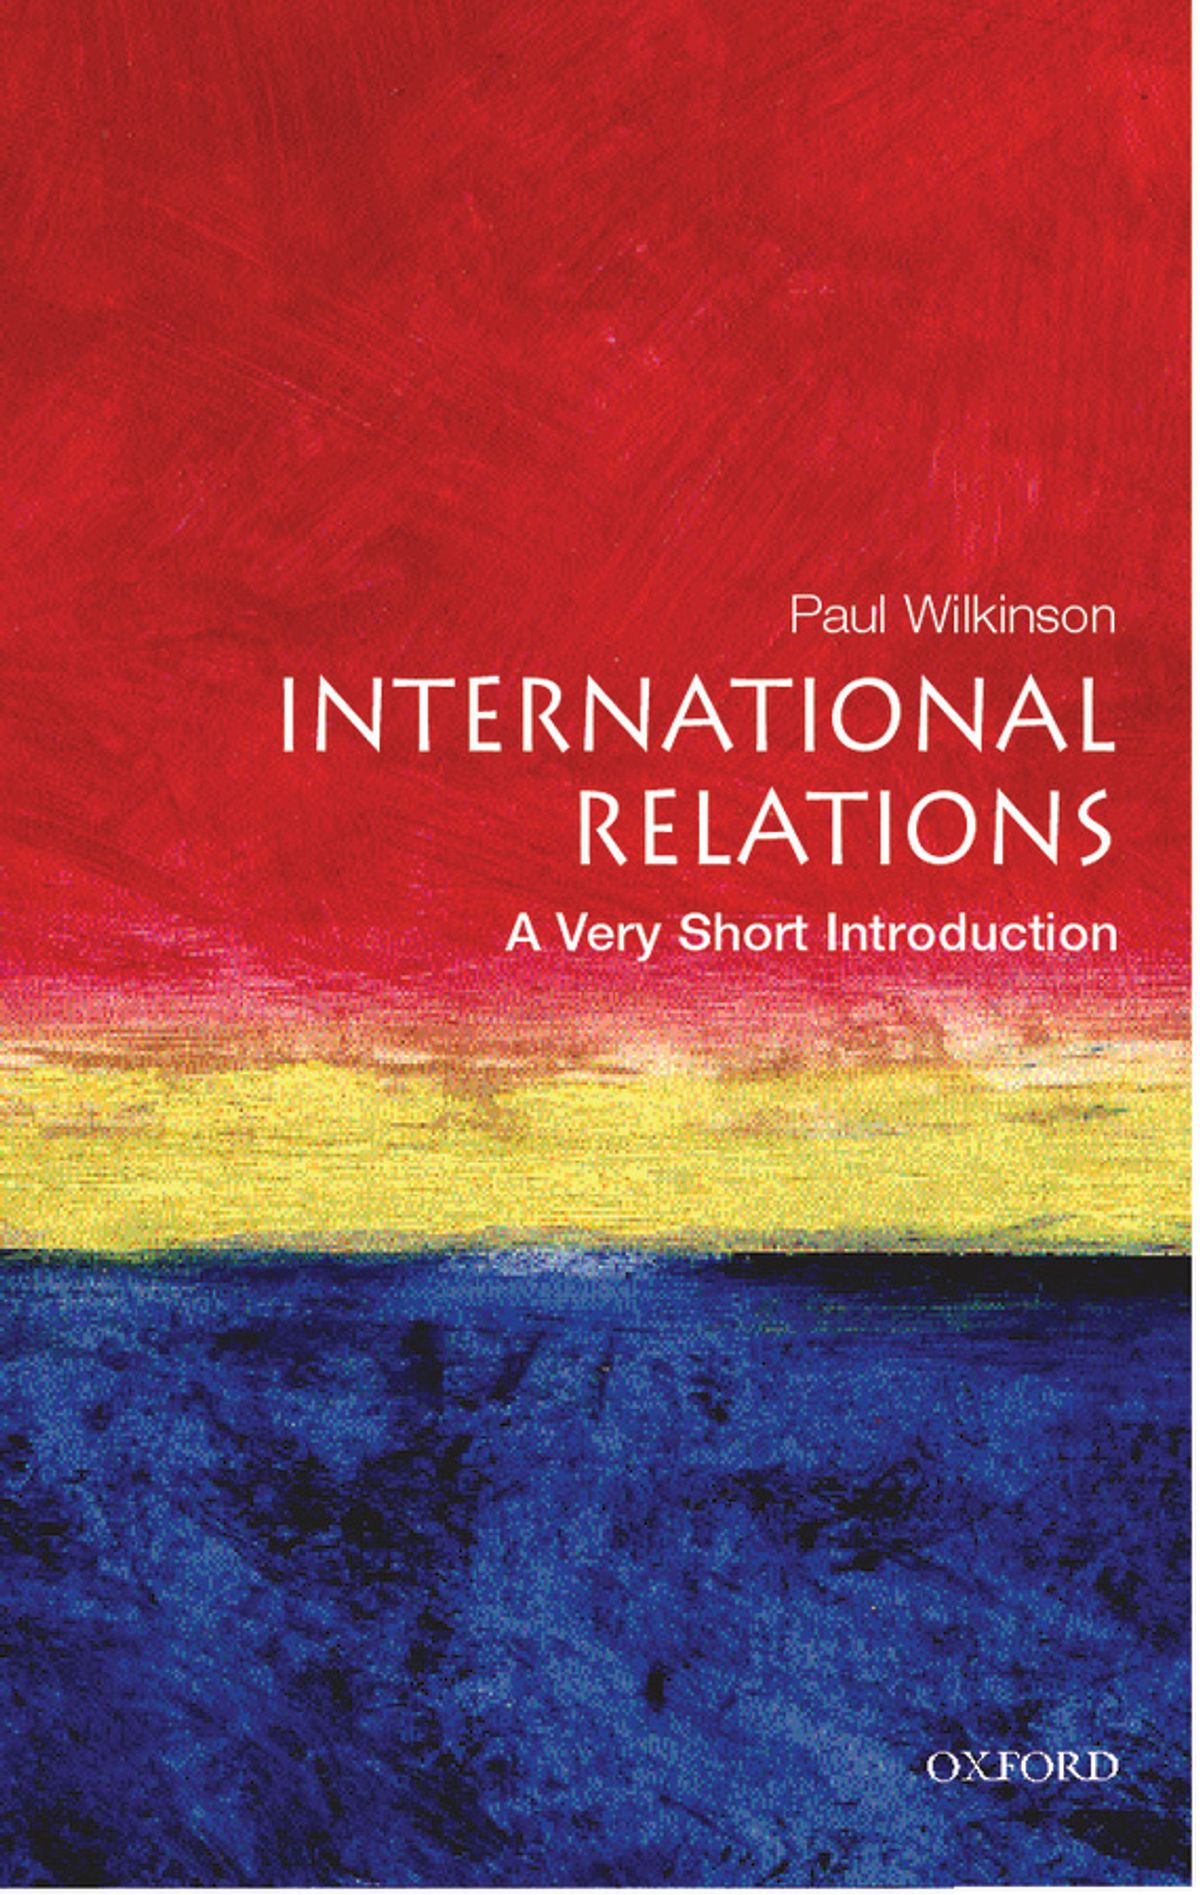 Paul Wilkinson
INTERNATIONAL
RELATIONS
A Very Short Introduction
OXFORD